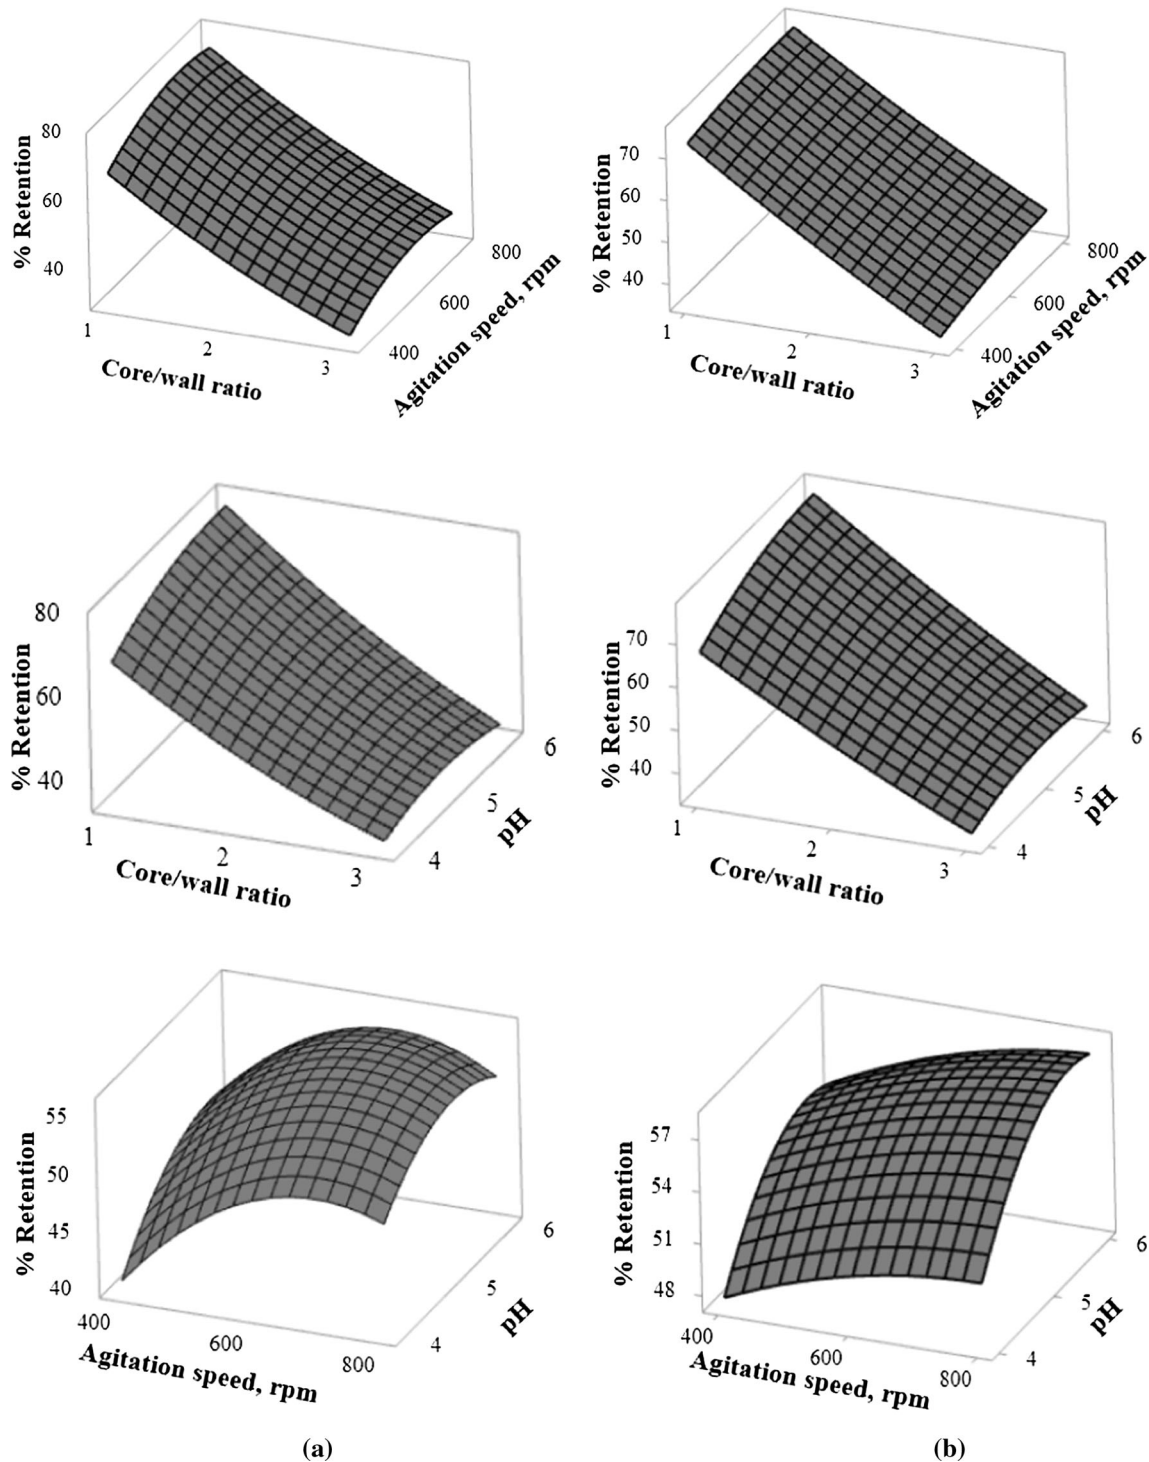 80
60
40
% Retention
1
2
3
Core/wall ratio
400
600
800
Agitation speed, rpm
70
60
50
40
% Retention
1
2
3
Core/wall ratio
400
600
800
Agitation speed, rpm
80
60
40
% Retention
1
2
3
Core/wall ratio
4
5
6
pH
70
60
50
40
% Retention
1
2
3
Core/wall ratio
4
5
6
pH
55
50
45
40
% Retention
400
600
800
Agitation speed, rpm
4
5
6
pH
57
54
51
48
% Retention
400
600
800
Agitation speed, rpm
4
5
6
pH
(a)
(b)